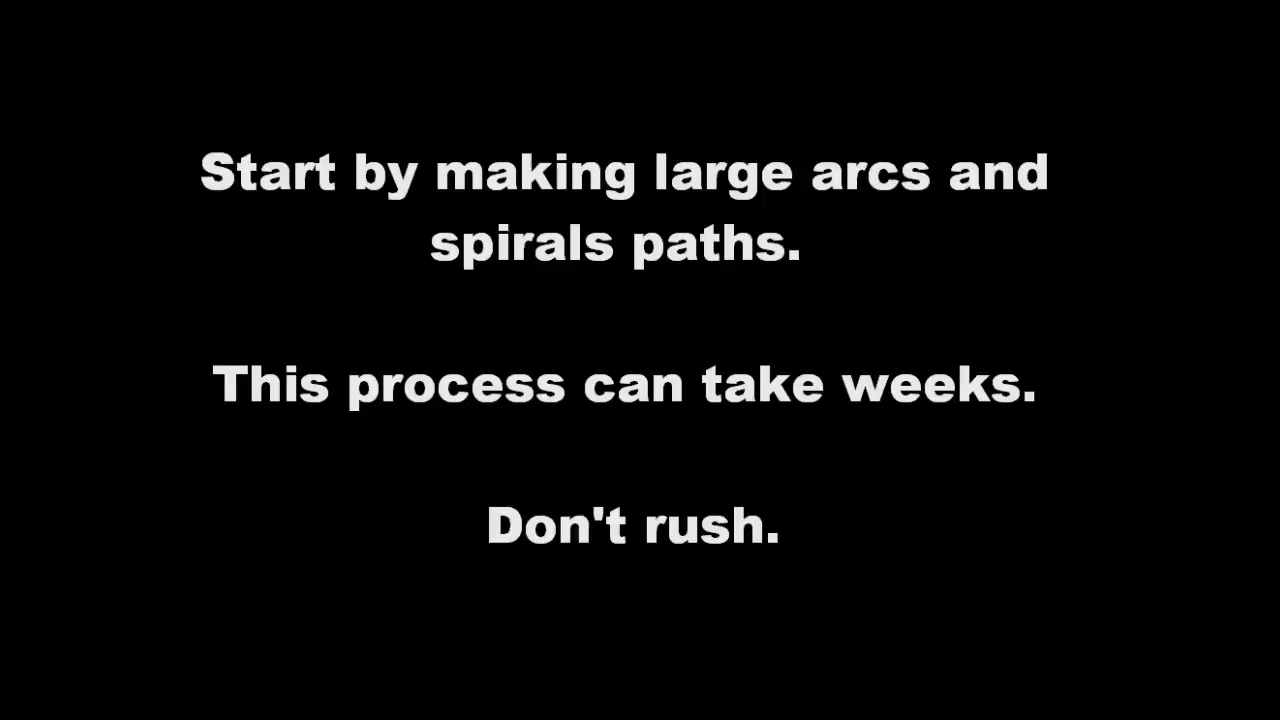 Start by making large arcs and
spirals paths.
This process can take weeks.
Don't rush.